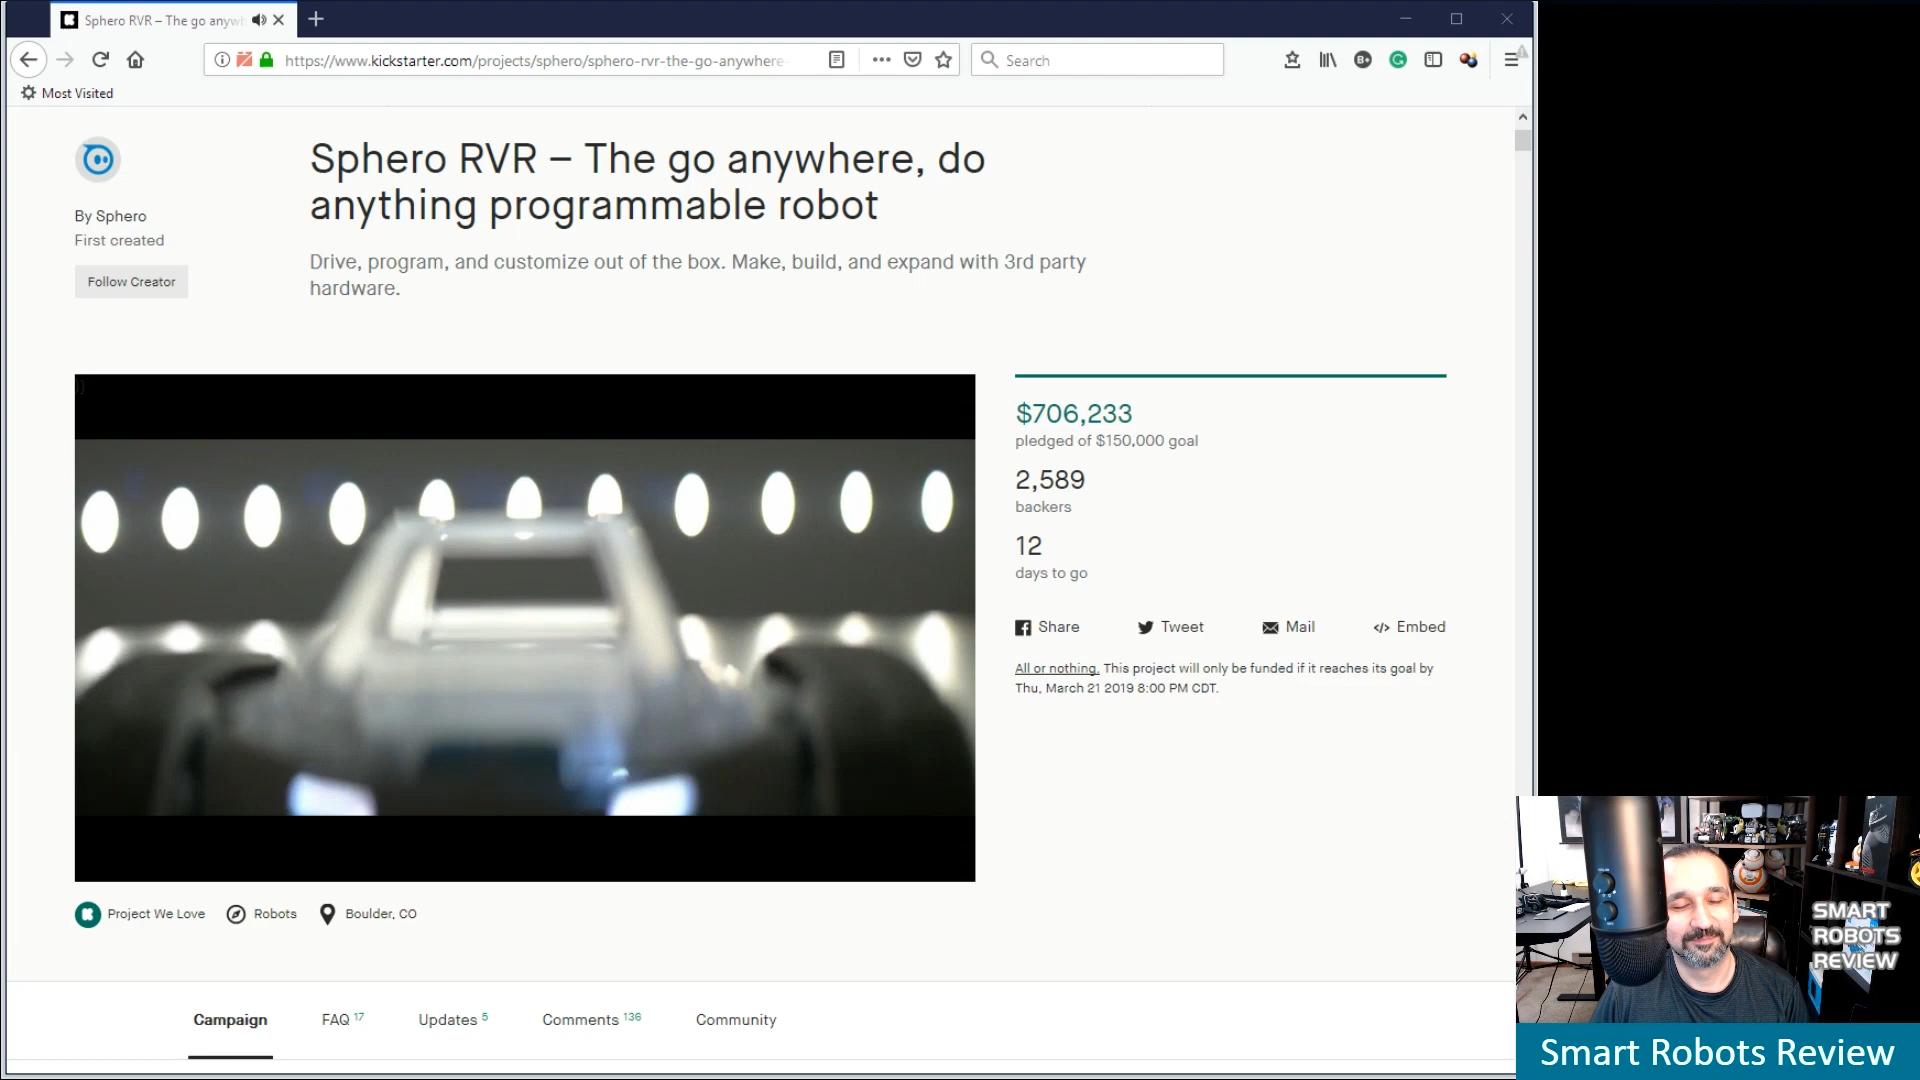 Sphero RVR – The go anywh
https://www.kickstarter.com/projects/sphero/sphero-rvr-the-go-anywhere-
Search
Most Visited
Sphero RVR – The go anywhere, do
anything programmable robot
By Sphero
First created
Follow Creator
Drive, program, and customize out of the box. Make, build, and expand with 3rd party
hardware.
$706,233
pledged of $150,000 goal
2,589
backers
12
days to go
Share
Tweet
Mail
Embed
All or nothing. This project will only be funded if it reaches its goal by
Thu, March 21 2019 8:00 PM CDT.
Project We Love
Robots
Boulder, CO
Campaign
FAQ 17
Updates 5
Comments 136
Community
SMART
ROBOTS
REVIEW
Smart Robots Review